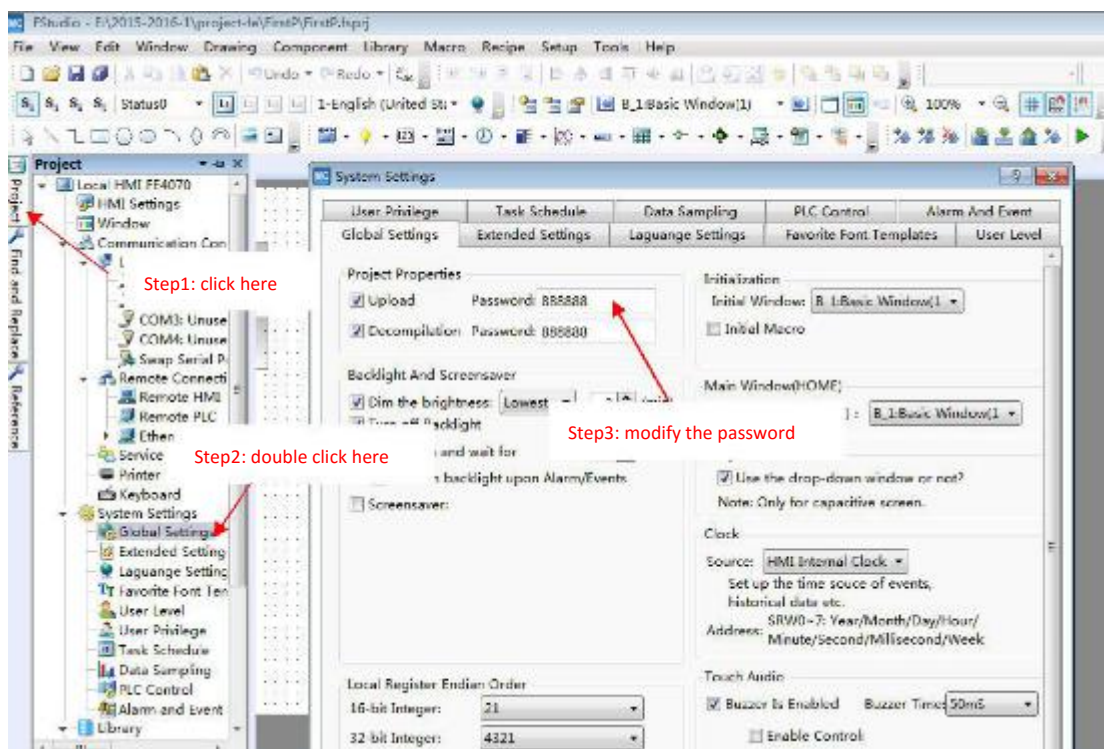 FStudio - E:\2015-2016-1\project-fe\FirstP\FirstP.fsprj
File View Edit Window Drawing Component Library Macro Recipe Setup Tools Help
Undo Redo
S₁ S₁ S₁ S₁ Status0 1-English (United St B_1:Basic Window(1) 100%
Project
Project
Find and Replace
Reference
Local HMI FE4070
HMI Settings
Window
Communication Con
COM3: Unuse
COM4: Unuse
Swap Serial P
Remote Connecti
Remote HMI
Remote PLC
Ether
Service
Printer
Keyboard
System Settings
Global Settings
Extended Setting
Laguange Setting
Favorite Font Ten
User Level
User Privilege
Task Schedule
Data Sampling
PLC Control
Alarm and Event
Library
Step1: click here
Step2: double click here
System Settings
User Privilege Task Schedule Data Sampling PLC Control Alarm And Event
Global Settings Extended Settings Laguange Settings Favorite Font Templates User Level
Project Properties
Upload Password: 888888
Decompilation Password: 888888
Backlight And Screensaver
Dim the brightness: Lowest
Turn off Backlight
and wait for
backlight upon Alarm/Events
Screensaver:
Step3: modify the password
Local Register Endian Order
16-bit Integer: 21
32-bit Integer: 4321
Initialization
Initial Window: B_1:Basic Window(1
Initial Macro
Main Window(HOME)
: B_1:Basic Window(1
Use the drop-down window or not?
Note: Only for capacitive screen.
Clock
Source: HMI Internal Clock
Set up the time souce of events,
historical data etc.
Address: SRW0~7: Year/Month/Day/Hour/
Minute/Second/Millisecond/Week
Touch Audio
Buzzer Is Enabled Buzzer Time: 50mS
Enable Control